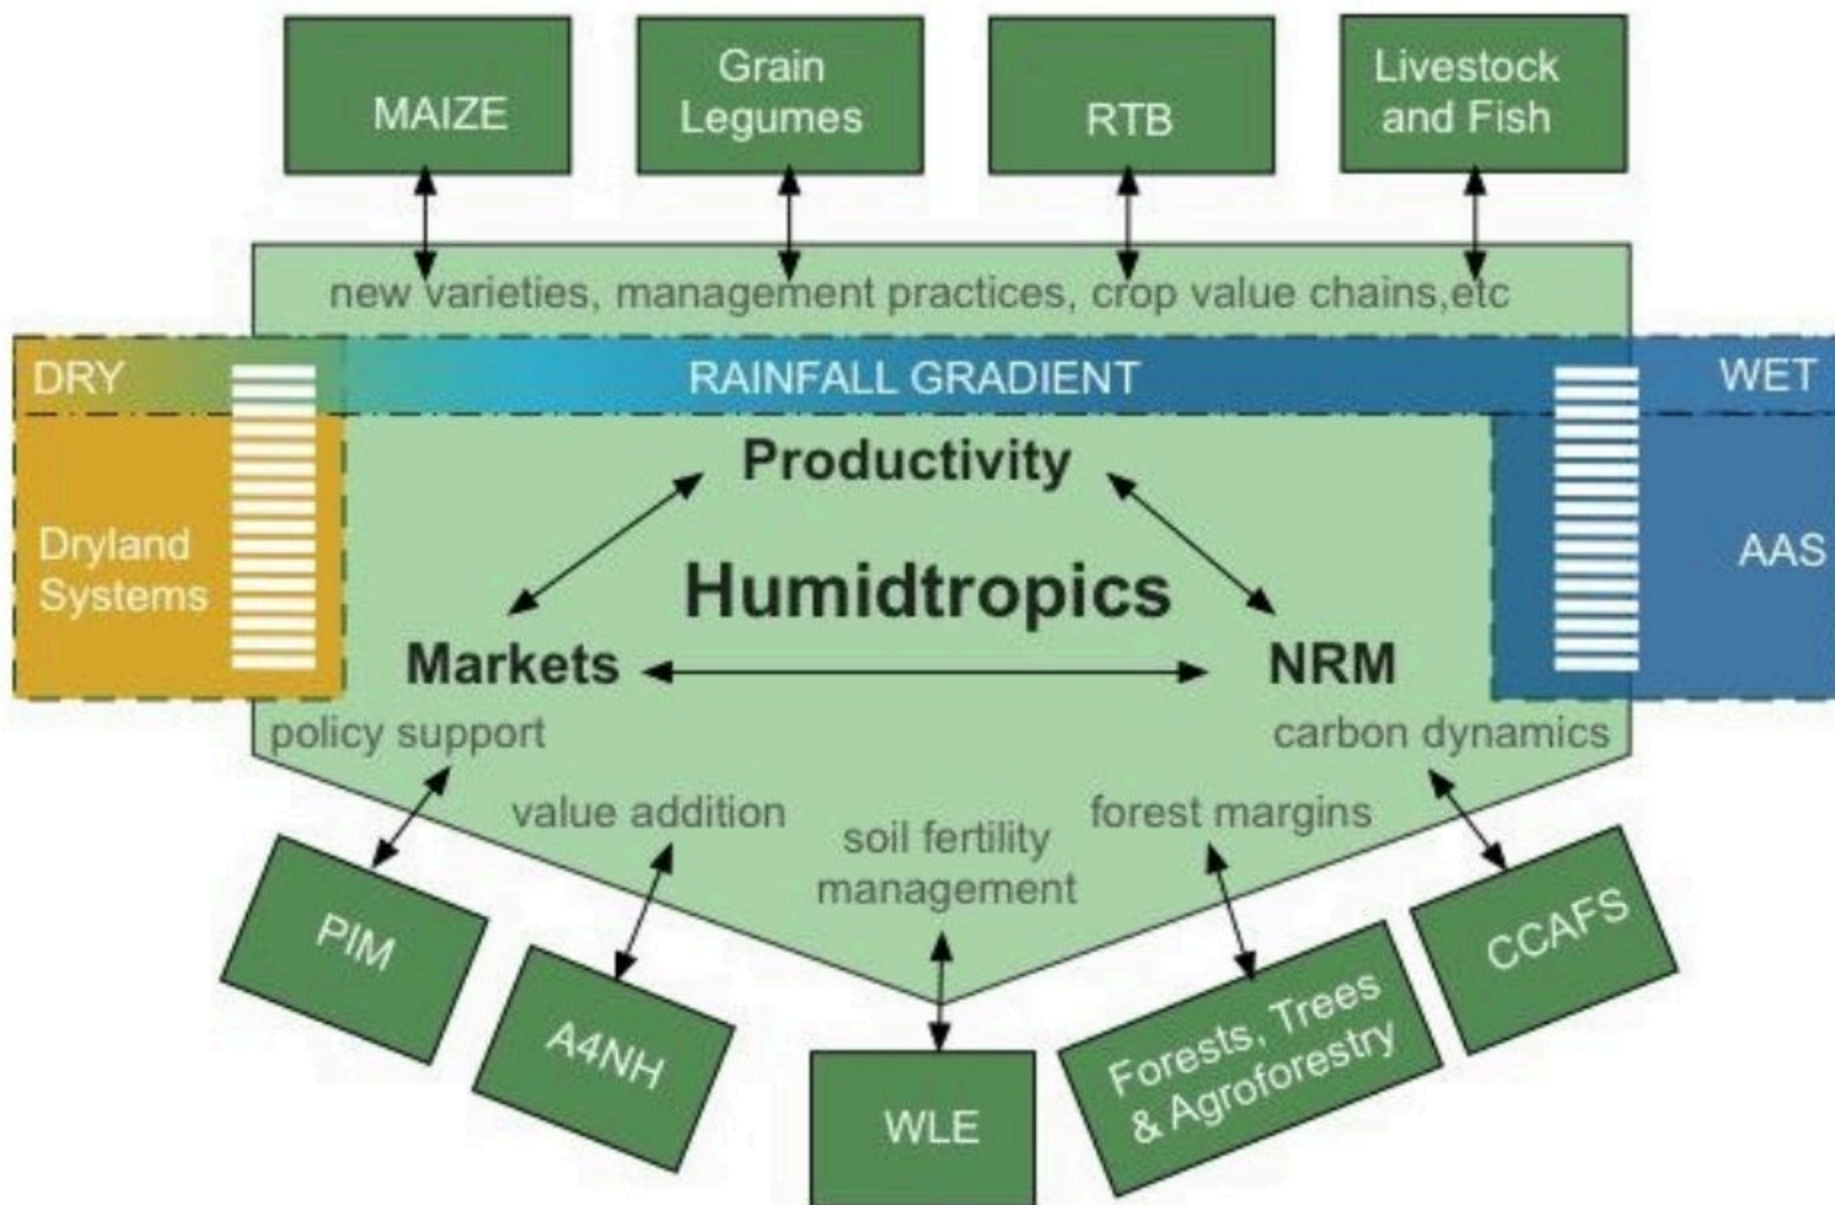 MAIZE
Grain
Legumes
RTB
Livestock
and Fish
new varieties, management practices, crop value chains,etc
DRY
RAINFALL GRADIENT
WET
Productivity
Dryland
Systems
Humidtropics
AAS
Markets
NRM
policy support
carbon dynamics
value addition
soil fertility
management
forest margins
PIM
A4NH
WLE
Forests, Trees
& Agroforestry
CCAFS